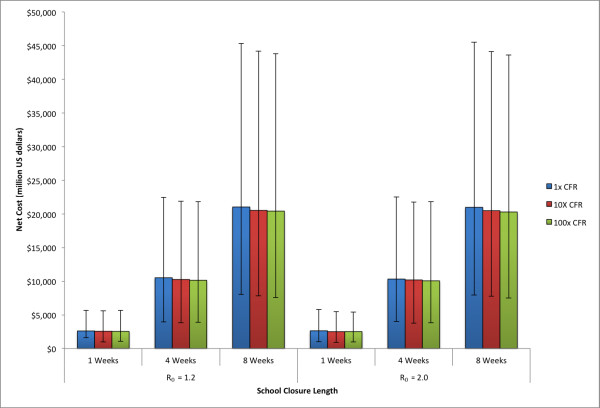 $50,000
$45,000
$40,000
$35,000
$30,000
$25,000
$20,000
$15,000
$10,000
$5,000
$0
Net Cost (million US dollars)
1x CFR
10X CFR
100x CFR
1 Weeks 4 Weeks 8 Weeks 1 Weeks 4 Weeks 8 Weeks
R₀ = 1.2 R₀ = 2.0
School Closure Length